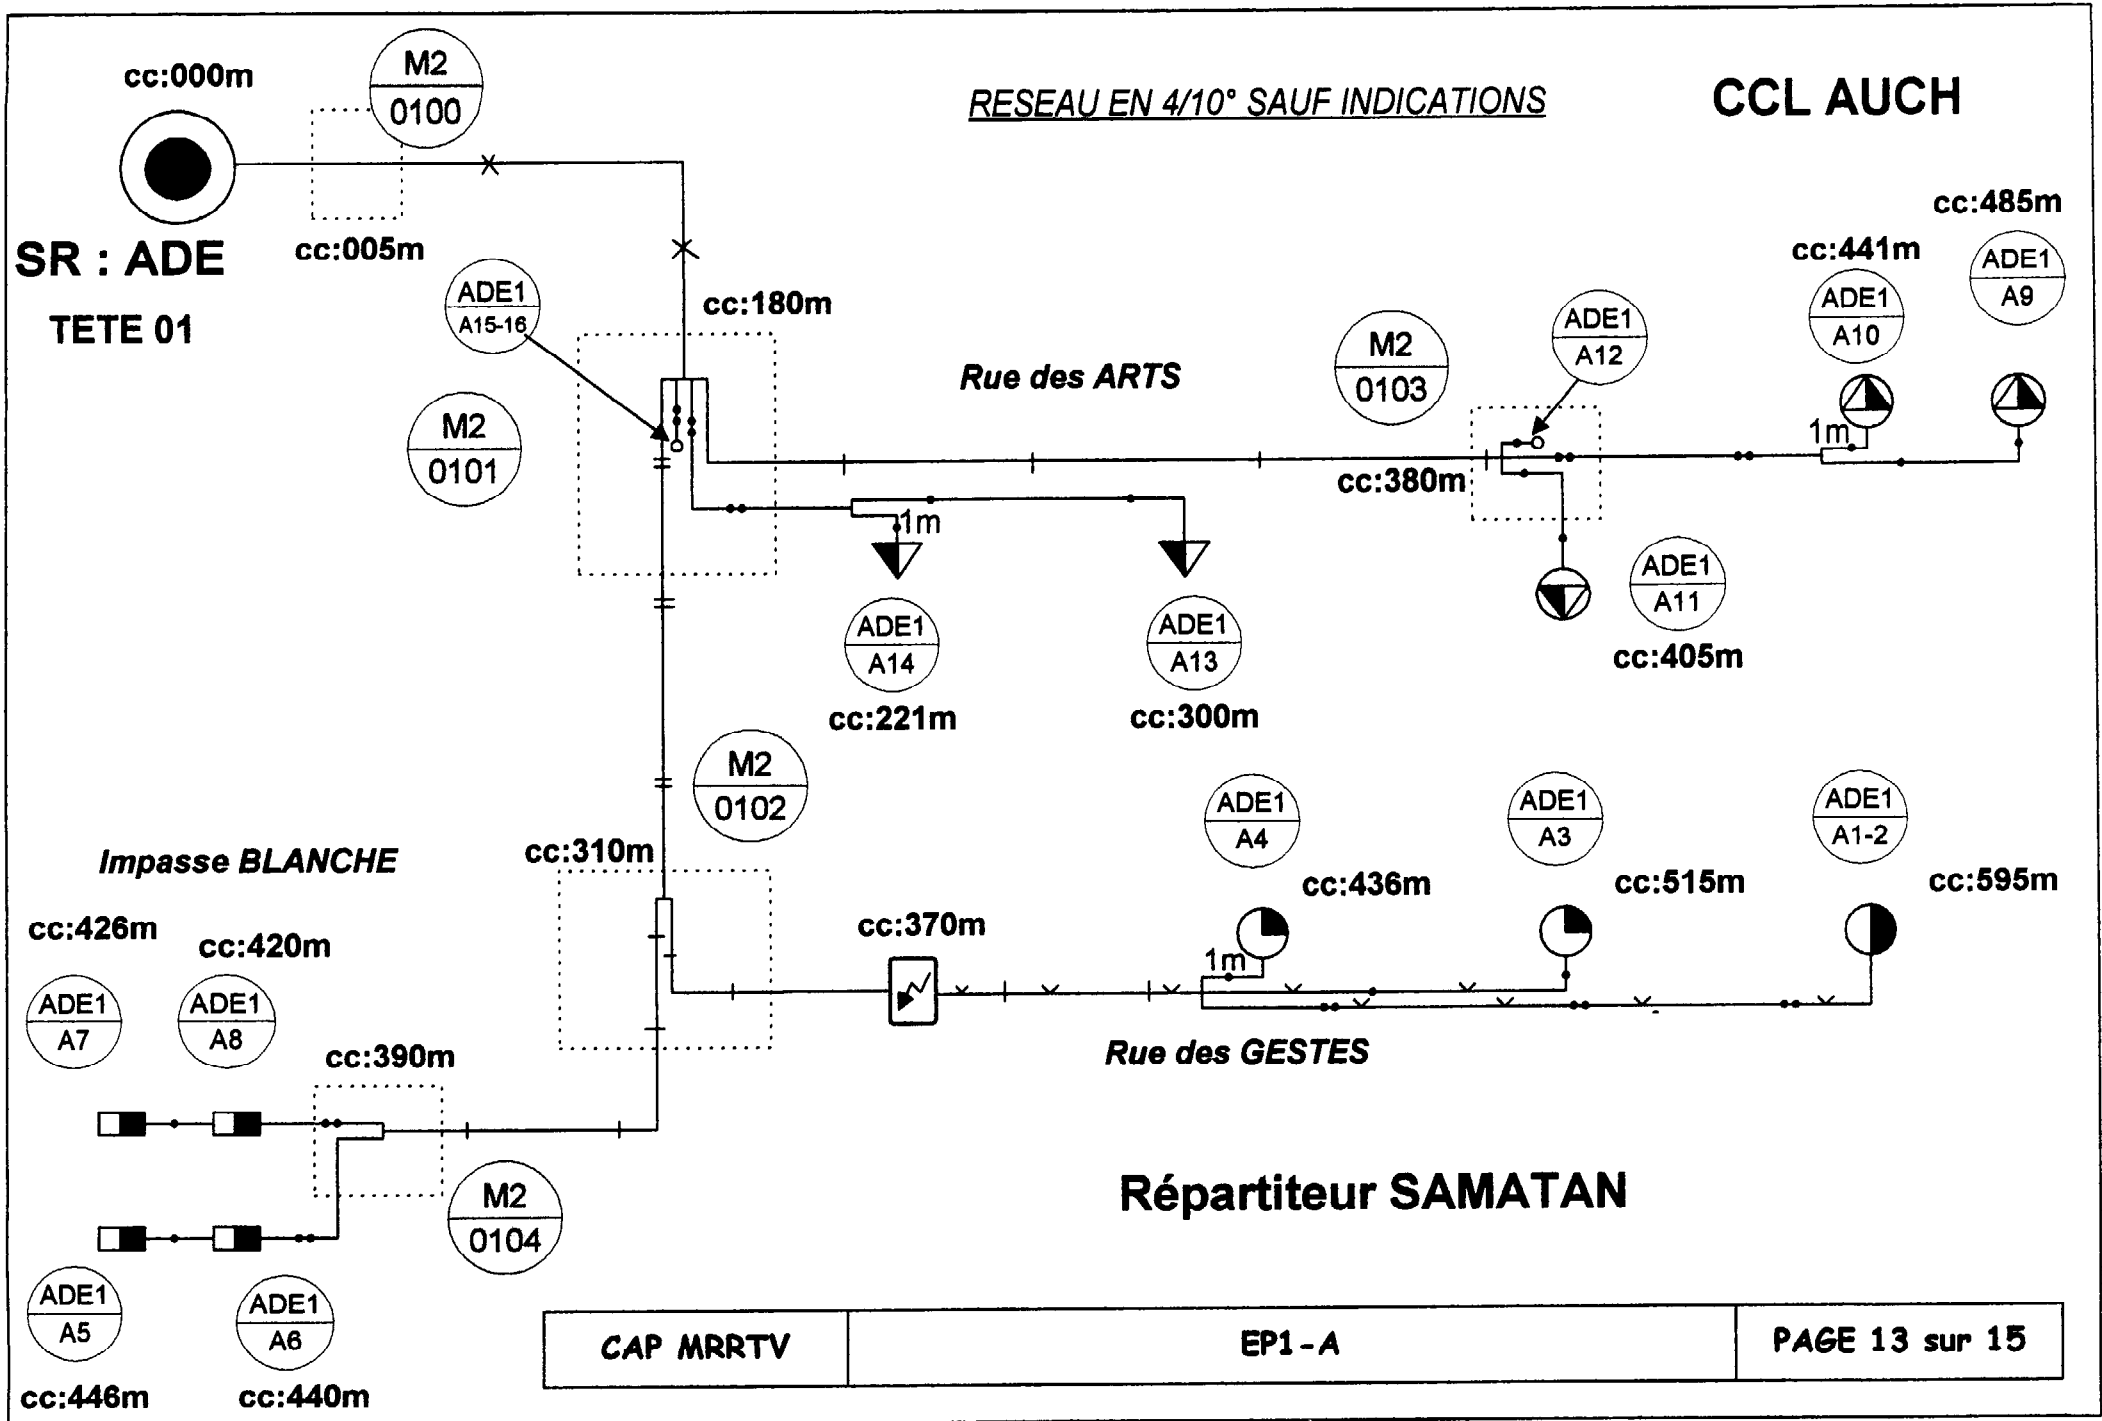 cc:000m
M2
0100
RESEAU EN 4/10° SAUF INDICATIONS
CCL AUCH
SR : ADE
TETE 01
cc:005m
ADE1
A15-16
cc:180m
M2
0101
Rue des ARTS
M2
0103
ADE1
A12
cc:441m
ADE1
A10
cc:485m
ADE1
A9
1m
cc:380m
1m
ADE1
A14
cc:221m
ADE1
A13
cc:300m
ADE1
A11
cc:405m
M2
0102
Impasse BLANCHE
cc:310m
ADE1
A4
cc:436m
ADE1
A3
cc:515m
ADE1
A1-2
cc:595m
cc:370m
1m
Rue des GESTES
cc:426m
cc:420m
ADE1
A7
ADE1
A8
cc:390m
M2
0104
ADE1
A5
cc:446m
ADE1
A6
cc:440m
Répartiteur SAMATAN
CAP MRRTV
EP1-A
PAGE 13 sur 15